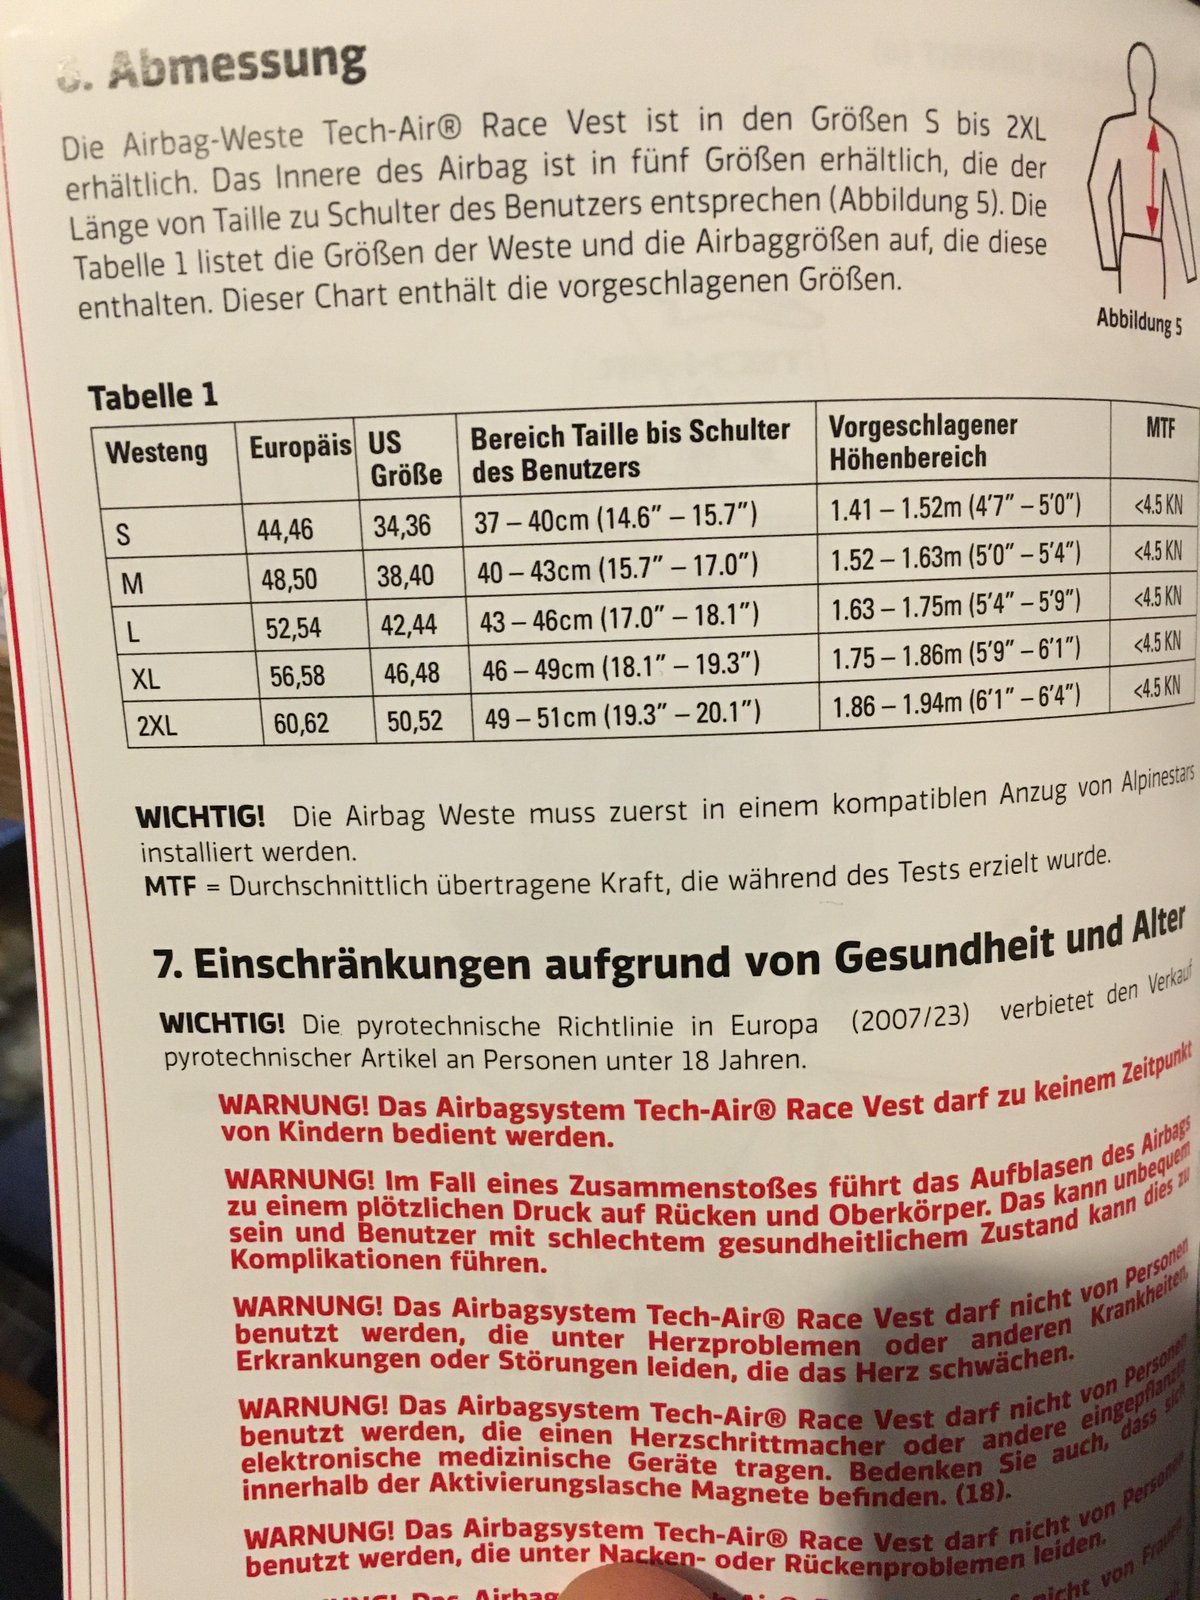 6. Abmessung
Die Airbag-Weste Tech-Air® Race Vest ist in den Größen S bis 2XL
erhältlich. Das Innere des Airbag ist in fünf Größen erhältlich, die der
Länge von Taille zu Schulter des Benutzers entsprechen (Abbildung 5). Die
Tabelle 1 listet die Größen der Weste und die Airbaggrößen auf, die diese
enthalten. Dieser Chart enthält die vorgeschlagenen Größen.
Abbildung 5
Tabelle 1
Westeng Europäis US Größe Bereich Taille bis Schulter des Benutzers Vorgeschlagener Höhenbereich MTF
S 44,46 34,36 37 – 40cm (14.6” – 15.7”) 1.41 – 1.52m (4’7” – 5’0”) <4.5 KN
M 48,50 38,40 40 – 43cm (15.7” – 17.0”) 1.52 – 1.63m (5’0” – 5’4”) <4.5 KN
L 52,54 42,44 43 – 46cm (17.0” – 18.1”) 1.63 – 1.75m (5’4” – 5’9”) <4.5 KN
XL 56,58 46,48 46 – 49cm (18.1” – 19.3”) 1.75 – 1.86m (5’9” – 6’1”) <4.5 KN
2XL 60,62 50,52 49 – 51cm (19.3” – 20.1”) 1.86 – 1.94m (6’1” – 6’4”) <4.5 KN
WICHTIG! Die Airbag Weste muss zuerst in einem kompatiblen Anzug von Alpinestars
installiert werden.
MTF = Durchschnittlich übertragene Kraft, die während des Tests erzielt wurde.
7. Einschränkungen aufgrund von Gesundheit und Alter
WICHTIG! Die pyrotechnische Richtlinie in Europa (2007/23) verbietet den Verkauf
pyrotechnischer Artikel an Personen unter 18 Jahren.
WARNUNG! Das Airbagsystem Tech-Air® Race Vest darf zu keinem Zeitpunkt
von Kindern bedient werden.
WARNUNG! Im Fall eines Zusammenstoßes führt das Aufblasen des Airbags
zu einem plötzlichen Druck auf Rücken und Oberkörper. Das kann unbequem
sein und Benutzer mit schlechtem gesundheitlichem Zustand kann dies zu
Komplikationen führen.
WARNUNG! Das Airbagsystem Tech-Air® Race Vest darf nicht von Personen
benutzt werden, die unter Herzproblemen oder anderen Krankheiten,
Erkrankungen oder Störungen leiden, die das Herz schwächen.
WARNUNG! Das Airbagsystem Tech-Air® Race Vest darf nicht von Personen
benutzt werden, die einen Herzschrittmacher oder andere eingepflanzte
elektronische medizinische Geräte tragen. Bedenken Sie auch, dass sich
innerhalb der Aktivierungslasche Magnete befinden. (18).
WARNUNG! Das Airbagsystem Tech-Air® Race Vest darf nicht von Personen
benutzt werden, die unter Nacken- oder Rückenproblemen leiden.
nicht von Frauen